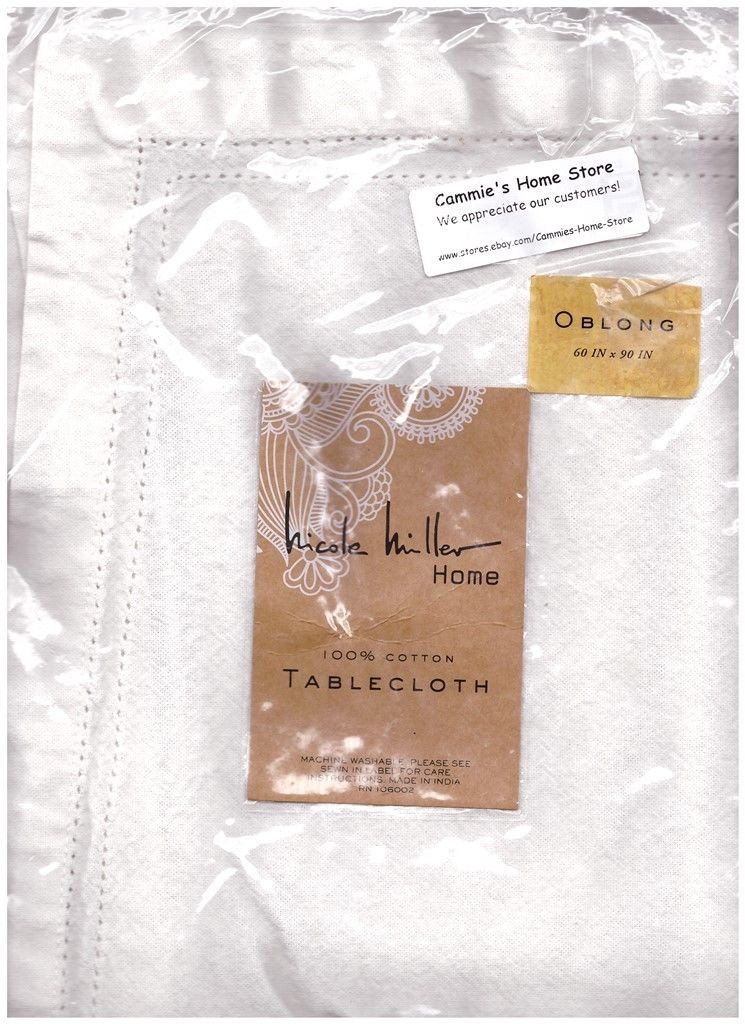 Cammie's Home Store
We appreciate our customers!
www.stores.ebay.com/Cammies-Home-Store
OBLONG
60 IN x 90 IN
Nicole Miller
Home
100% COTTON
TABLECLOTH
MACHINE WASHABLE. PLEASE SEE
SEWN IN LABEL FOR CARE
INSTRUCTIONS. MADE IN INDIA
RN 106002